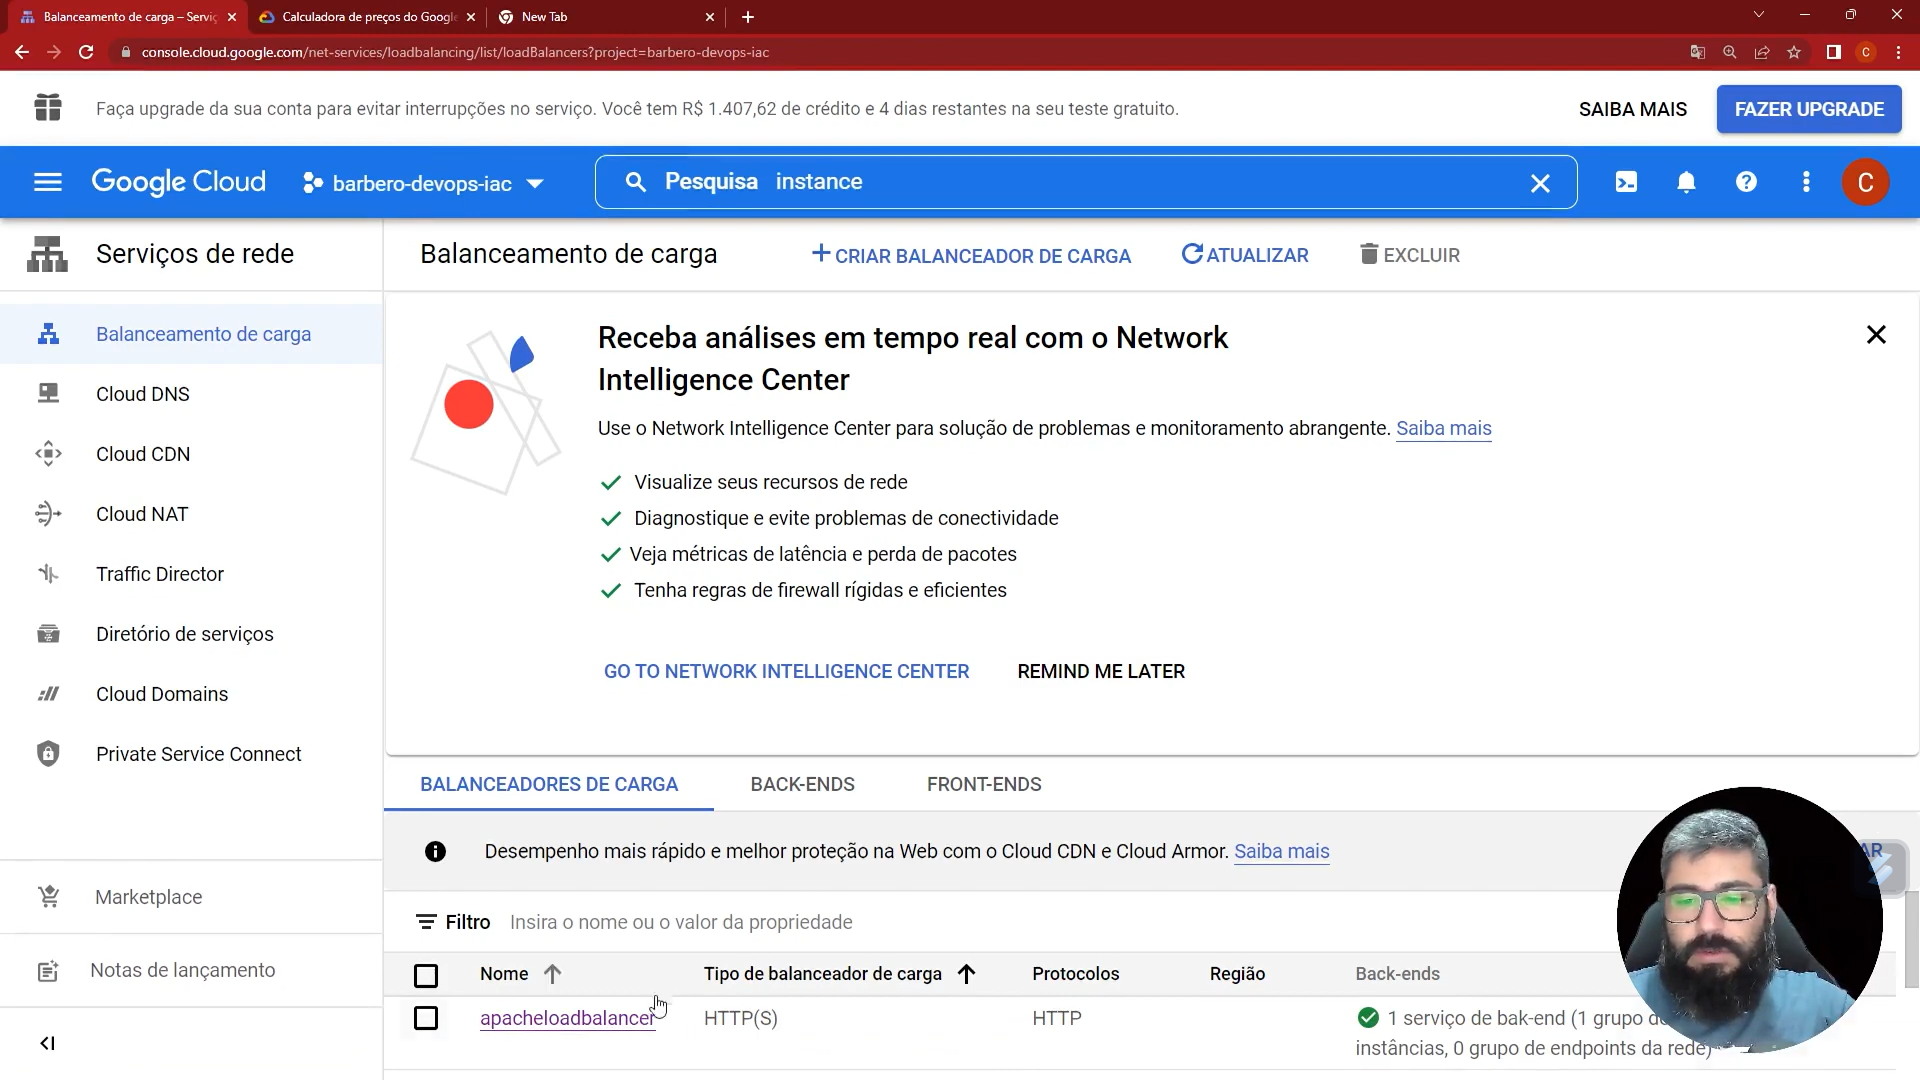 Balanceamento de carga – Serviç
Calculadora de preços do Google
New Tab
console.cloud.google.com/net-services/loadbalancing/list/loadBalancers?project=barbero-devops-iac
C
Faça upgrade da sua conta para evitar interrupções no serviço. Você tem R$ 1.407,62 de crédito e 4 dias restantes na seu teste gratuito.
SAIBA MAIS
FAZER UPGRADE
Google Cloud
barbero-devops-iac
Pesquisa instance
C
Serviços de rede
Balanceamento de carga
CRIAR BALANCEADOR DE CARGA
ATUALIZAR
EXCLUIR
Balanceamento de carga
Cloud DNS
Cloud CDN
Cloud NAT
Traffic Director
Diretório de serviços
Cloud Domains
Private Service Connect
Marketplace
Notas de lançamento
Receba análises em tempo real com o Network
Intelligence Center
Use o Network Intelligence Center para solução de problemas e monitoramento abrangente. Saiba mais
Visualize seus recursos de rede
Diagnostique e evite problemas de conectividade
Veja métricas de latência e perda de pacotes
Tenha regras de firewall rígidas e eficientes
GO TO NETWORK INTELLIGENCE CENTER
REMIND ME LATER
BALANCEADORES DE CARGA
BACK-ENDS
FRONT-ENDS
Desempenho mais rápido e melhor proteção na Web com o Cloud CDN e Cloud Armor. Saiba mais
Filtro Insira o nome ou o valor da propriedade
Nome
Tipo de balanceador de carga
Protocolos
Região
Back-ends
apacheloadbalancer
HTTP(S)
HTTP
1 serviço de bak-end (1 grupo de
instâncias, 0 grupo de endpoints da rede)